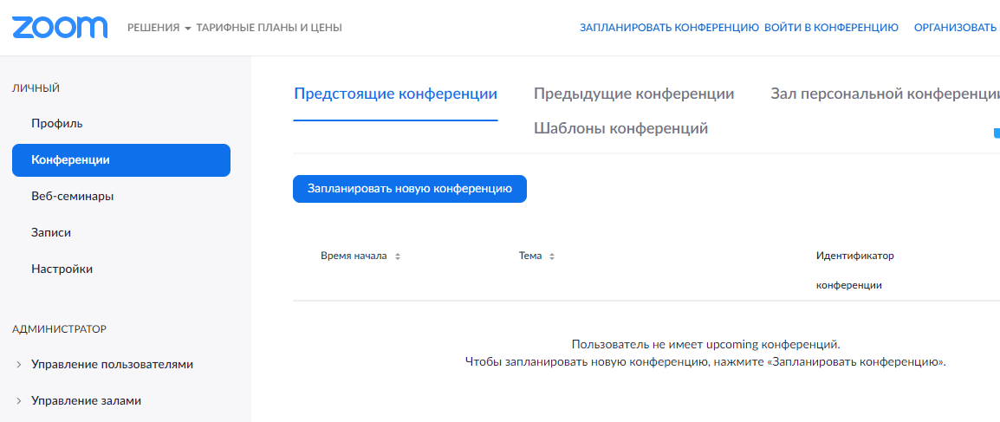 zoom РЕШЕНИЯ ТАРИФНЫЕ ПЛАНЫ И ЦЕНЫ ЗАПЛАНИРОВАТЬ КОНФЕРЕНЦИЮ ВОЙТИ В КОНФЕРЕНЦИЮ ОРГАНИЗОВАТЬ
ЛИЧНЫЙ
Профиль
Конференции
Веб-семинары
Записи
Настройки
АДМИНИСТРАТОР
Управление пользователями
Управление залами
Предстоящие конференции Предыдущие конференции Зал персональной конференции
Шаблоны конференций
Запланировать новую конференцию
Время начала Тема Идентификатор
конференции
Пользователь не имеет upcoming конференций.
Чтобы запланировать новую конференцию, нажмите «Запланировать конференцию».